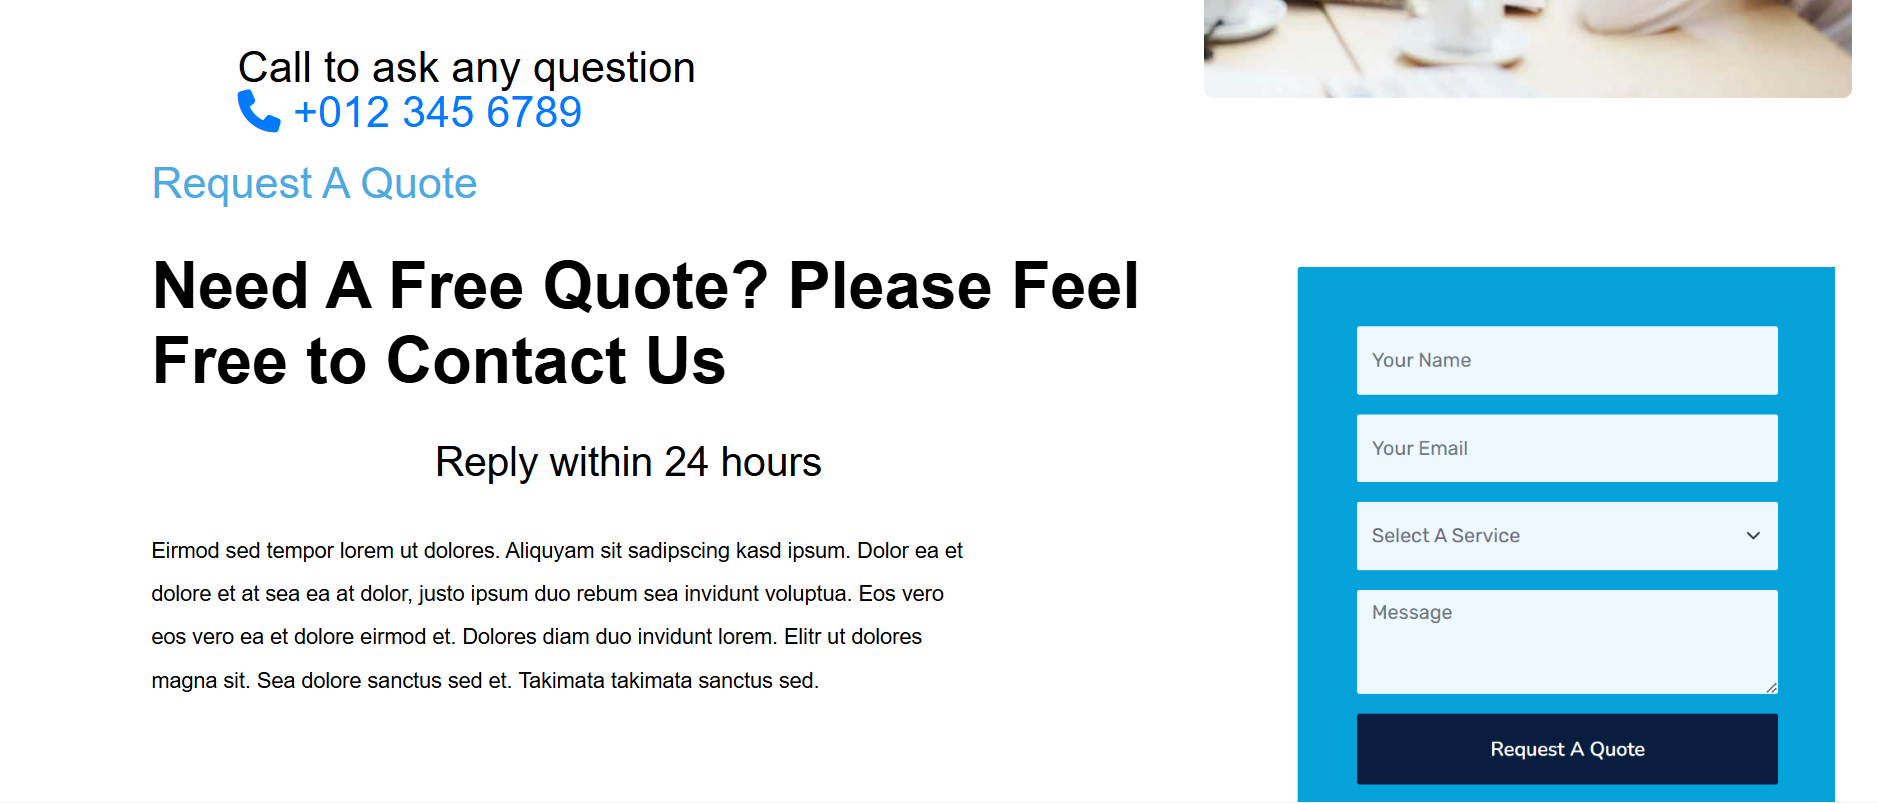 Call to ask any question
+012 345 6789
Request A Quote
Need A Free Quote? Please Feel
Free to Contact Us
Reply within 24 hours
Eirmod sed tempor lorem ut dolores. Aliquyam sit sadipscing kasd ipsum. Dolor ea et
dolore et at sea ea at dolor, justo ipsum duo rebum sea invidunt voluptua. Eos vero
eos vero ea et dolore eirmod et. Dolores diam duo invidunt lorem. Elitr ut dolores
magna sit. Sea dolore sanctus sed et. Takimata takimata sanctus sed.
Your Name
Your Email
Select A Service
Message
Request A Quote